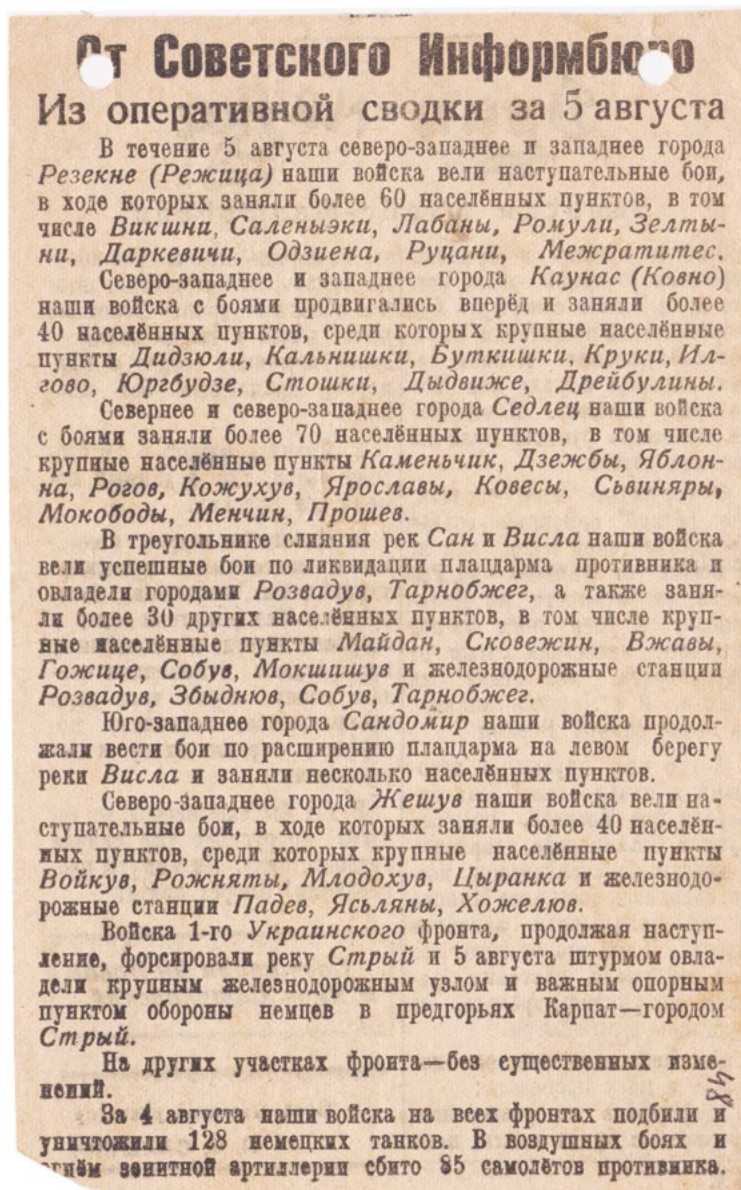 От Советского Информбюро
Из оперативной сводки за 5 августа
В течение 5 августа северо-западнее и западнее города
Резекне (Режица) наши войска вели наступательные бои,
в ходе которых заняли более 60 населённых пунктов, в том
числе Викшни, Саленыэки, Лабаны, Ромули, Зелты-
ни, Даркевичи, Одзиена, Руцани, Межратитес.
Северо-западнее и западнее города Каунас (Ковно)
наши войска с боями продвигались вперёд и заняли более
40 населённых пунктов, среди которых крупные населённые
пункты Дидзюли, Кальнишки, Буткишки, Круки, Ил-
гово, Юргбудзе, Стошки, Дыдвиже, Дрейбулины.
Севернее и северо-западнее города Седлец наши войска
с боями заняли более 70 населённых пунктов, в том числе
крупные населённые пункты Каменьчик, Дзежбы, Яблон-
на, Рогов, Кожухув, Ярославы, Ковесы, Сьвиняры,
Мокободы, Менчин, Прошев.
В треугольнике слияния рек Сан и Висла наши войска
вели успешные бои по ликвидации плацдарма противника и
овладели городами Розвадув, Тарнобжег, а также заня-
ли более 30 других населённых пунктов, в том числе круп-
ные населённые пункты Майдан, Сковежин, Вжавы,
Гожице, Собув, Мокшишув и железнодорожные станции
Розвадув, Збыднюв, Собув, Тарнобжег.
Юго-западнее города Сандомир наши войска продол-
жали вести бои по расширению плацдарма на левом берегу
реки Висла и заняли несколько населённых пунктов.
Северо-западнее города Жешув наши войска вели на-
ступательные бои, в ходе которых заняли более 40 населён-
ных пунктов, среди которых крупные населённые пункты
Войкув, Рожняты, Млодохув, Цыранка и железнодо-
рожные станции Падев, Ясьляны, Хожелюв.
Войска 1-го Украинского фронта, продолжая наступ-
ление, форсировали реку Стрый и 5 августа штурмом овла-
дели крупным железнодорожным узлом и важным опорным
пунктом обороны немцев в предгорьях Карпат—городом
Стрый.
На других участках фронта—без существенных изме-
нений.
48
За 4 августа наши войска на всех фронтах подбили и
уничтожили 128 немецких танков. В воздушных боях и
огнём зенитной артиллерии сбито 85 самолётов противника.